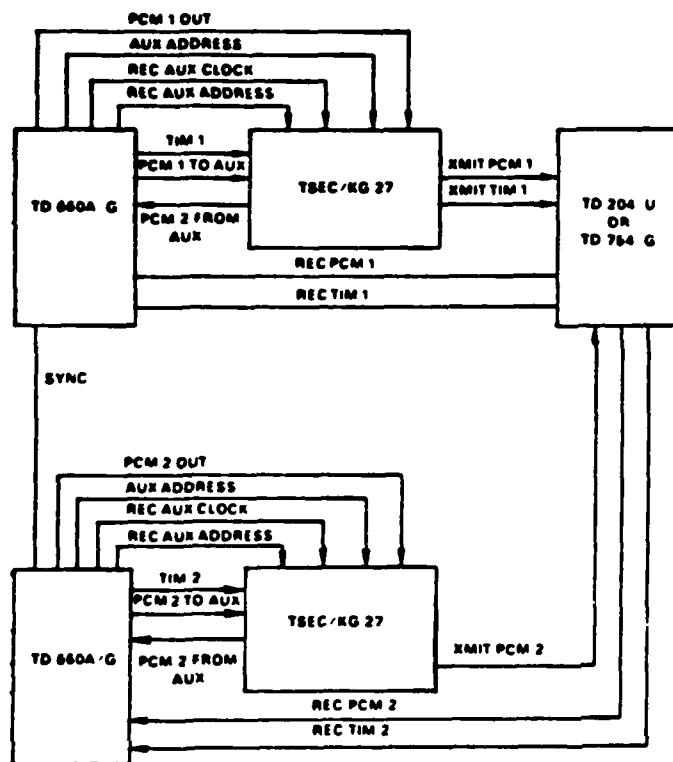 PCM 1 OUT
AUX ADDRESS
REC AUX CLOCK
REC AUX ADDRESS
TD 660A G
TIM 1
PCM 1 TO AUX
PCM 2 FROM
AUX
TSEC/KG 27
XMIT PCM 1
XMIT TIM 1
TD 204 U
OR
TD 754 G
REC PCM 1
REC TIM 1
SYNC
PCM 2 OUT
AUX ADDRESS
REC AUX CLOCK
REC AUX ADDRESS
TD 660A/G
TIM 2
PCM 2 TO AUX
PCM 2 FROM
AUX
TSEC/KG 27
XMIT PCM 2
REC PCM 2
REC TIM 2